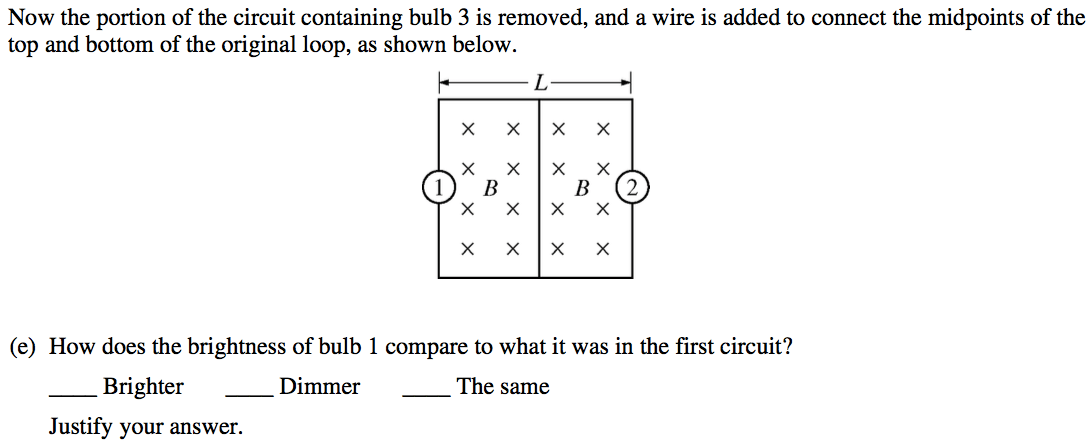 Now the portion of the circuit containing bulb 3 is removed, and a wire is added to connect the midpoints of the
top and bottom of the original loop, as shown below.
L
× × × ×
× × × ×
1 B B 2
× × × ×
× × × ×
(e) How does the brightness of bulb 1 compare to what it was in the first circuit?
____ Brighter ____ Dimmer ____ The same
Justify your answer.